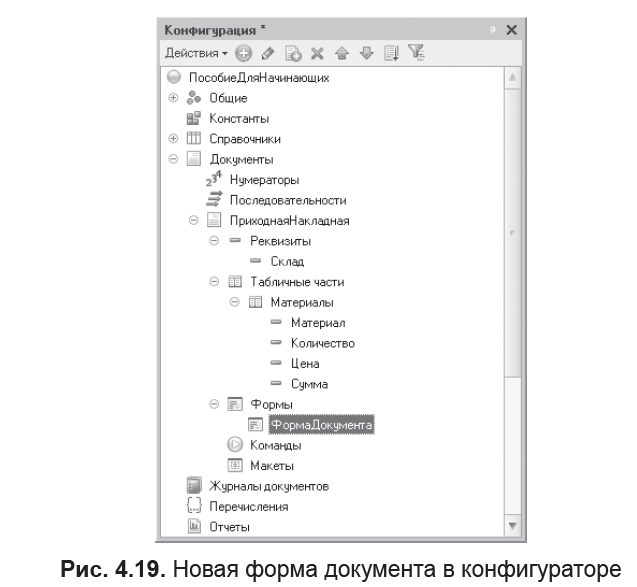 Конфигурация *
Действия
ПособиеДляНачинающих
Общие
Константы
Справочники
Документы
Нумераторы
Последовательности
ПриходнаяНакладная
Реквизиты
Склад
Табличные части
Материалы
Материал
Количество
Цена
Сумма
Формы
ФормаДокумента
Команды
Макеты
Журналы документов
Перечисления
Отчеты
Рис. 4.19. Новая форма документа в конфигураторе